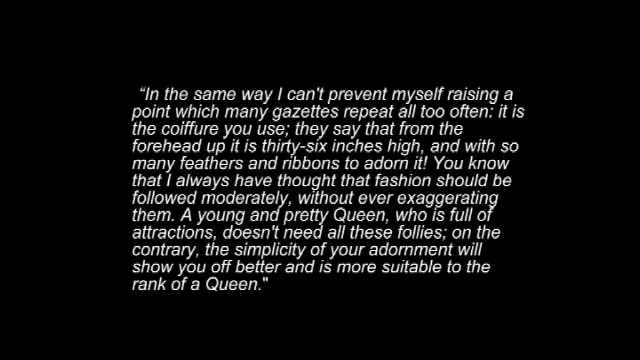 “In the same way I can't prevent myself raising a
point which many gazettes repeat all too often: it is
the coiffure you use; they say that from the
forehead up it is thirty-six inches high, and with so
many feathers and ribbons to adorn it! You know
that I always have thought that fashion should be
followed moderately, without ever exaggerating
them. A young and pretty Queen, who is full of
attractions, doesn't need all these follies; on the
contrary, the simplicity of your adornment will
show you off better and is more suitable to the
rank of a Queen."